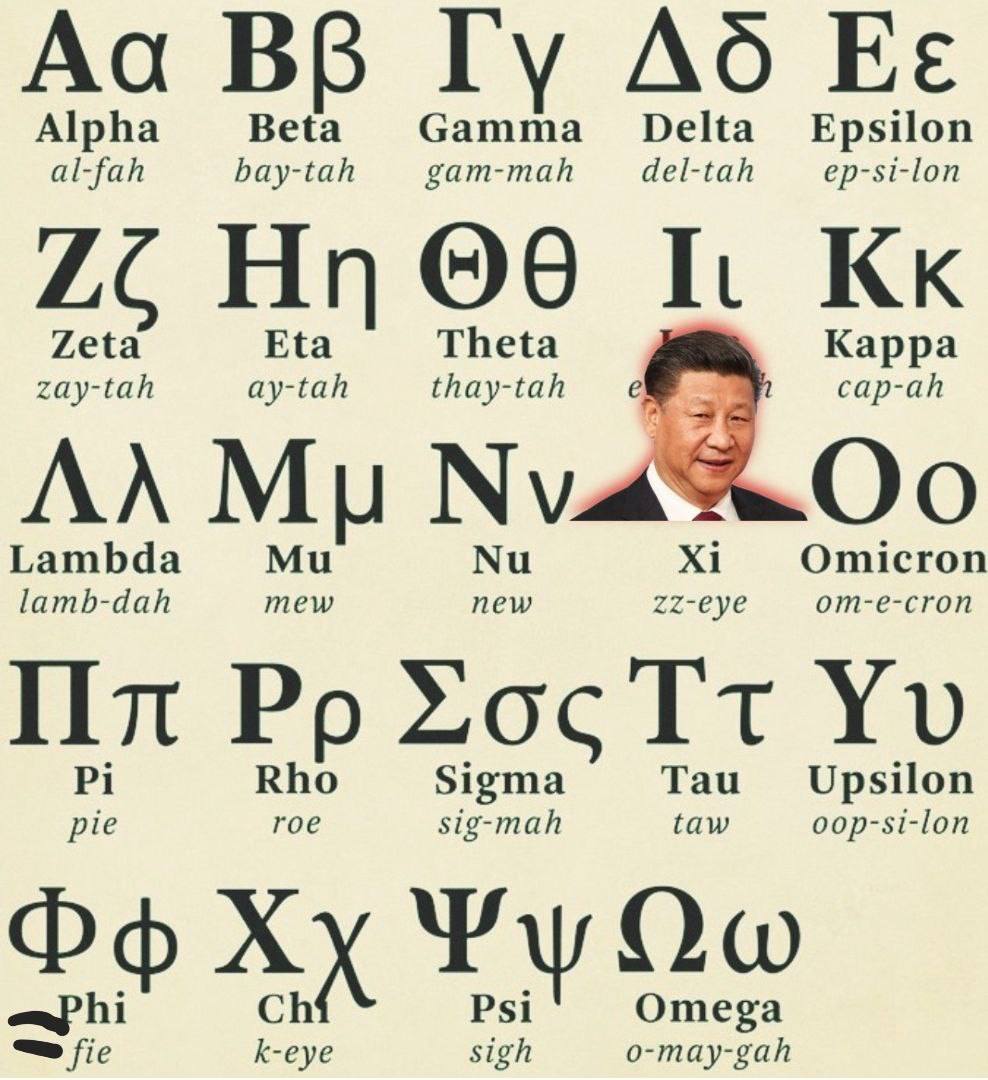 Αα Ββ Γγ Δδ Εε
Alpha Beta Gamma Delta Epsilon
al-fah bay-tah gam-mah del-tah ep-si-lon
Ζζ Ηη Θθ Ιι Κκ
Zeta Eta Theta Kappa
zay-tah ay-tah thay-tah cap-ah
Λλ Μμ Νν Οο
Lambda Mu Nu Xi Omicron
lamb-dah mew new zz-eye om-e-cron
Ππ Ρρ Σσς Ττ Υυ
Pi Rho Sigma Tau Upsilon
pie roe sig-mah taw oop-si-lon
Φϕ Χχ Ψψ Ωω
Phi Chi Psi Omega
fie k-eye sigh o-may-gah